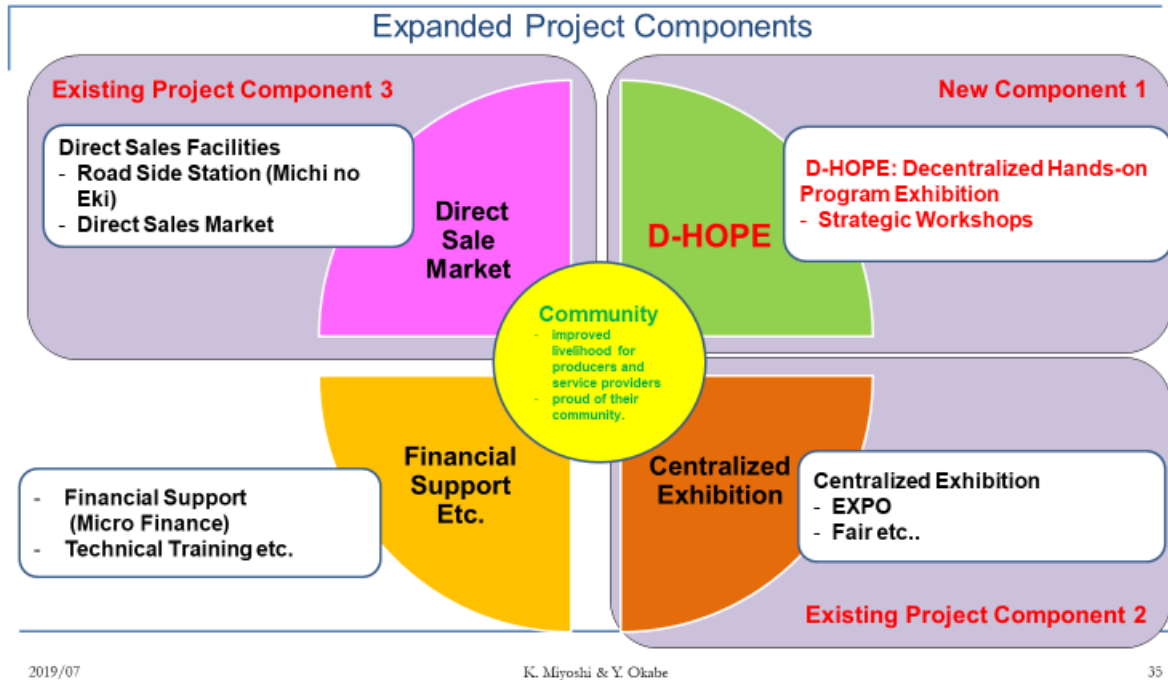 Expanded Project Components
Existing Project Component 3
Direct Sales Facilities
- Road Side Station (Michi no
Eki)
- Direct Sales Market
Direct
Sale
Market
New Component 1
D-HOPE: Decentralized Hands-on
Program Exhibition
- Strategic Workshops
D-HOPE
Community
- improved
livelihood for
producers and
service providers
- proud of their
community.
Financial
Support
Etc.
- Financial Support
(Micro Finance)
- Technical Training etc.
Centralized
Exhibition
Centralized Exhibition
- EXPO
- Fair etc..
Existing Project Component 2
2019/07
K. Miyoshi & Y. Okabe
35